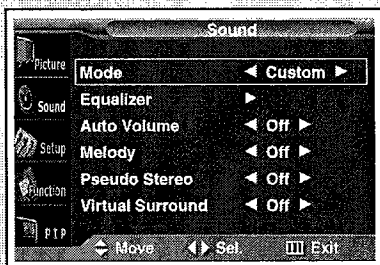 Sound
Picture
Mode ◀ Custom ▶
Sound
Equalizer ▶
Auto Volume ◀ Off ▶
Setup
Melody ◀ Off ▶
Pseudo Stereo ◀ Off ▶
Function
Virtual Surround ◀ Off ▶
PIP
Move Sel. Exit